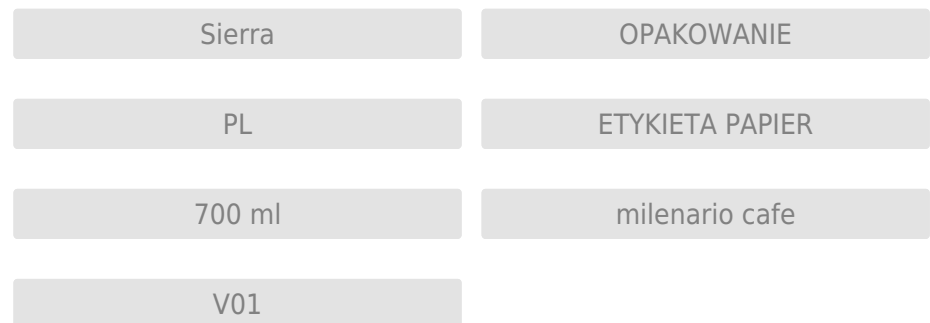 Sierra
OPAKOWANIE
PL
ETYKIETA PAPIER
700 ml
milenario cafe
V01